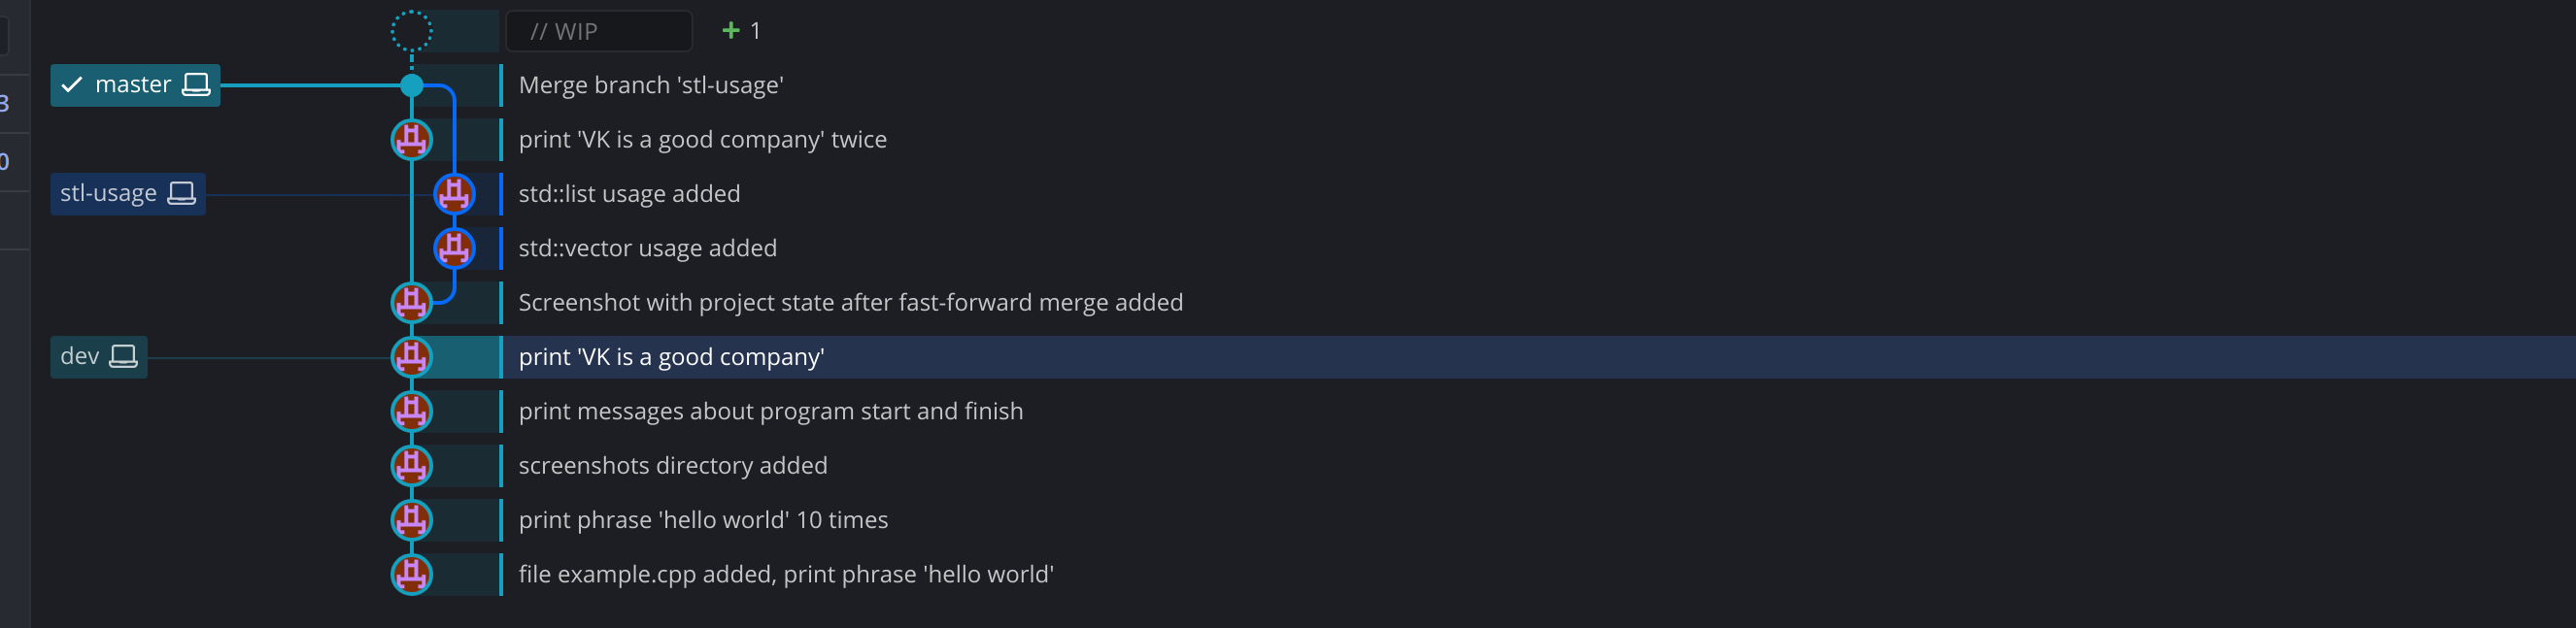 // WIP + 1
master Merge branch 'stl-usage'
3
print 'VK is a good company' twice
0
stl-usage std::list usage added
std::vector usage added
Screenshot with project state after fast-forward merge added
dev print 'VK is a good company'
print messages about program start and finish
screenshots directory added
print phrase 'hello world' 10 times
file example.cpp added, print phrase 'hello world'